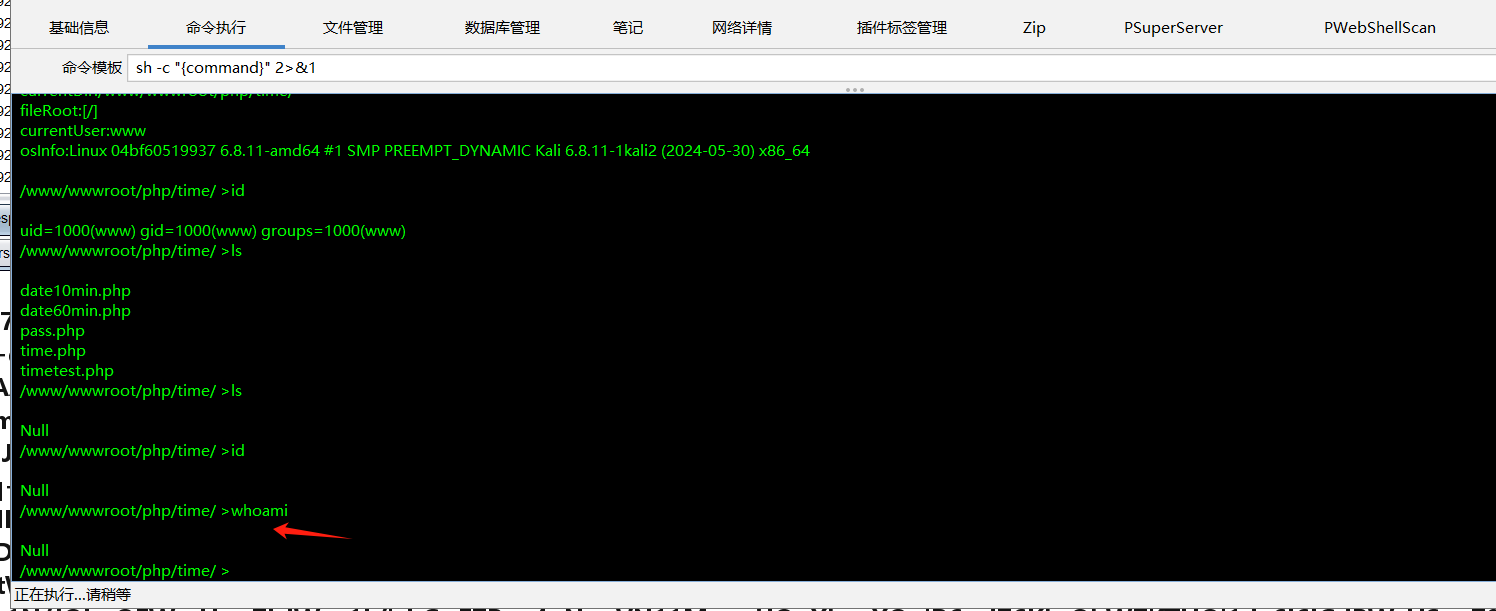 基础信息 命令执行 文件管理 数据库管理 笔记 网络详情 插件标签管理 Zip PSuperServer PWebShellScan
命令模板 sh -c "{command}" 2>&1
currentDir:/www/wwwroot/php/time/
fileRoot:[/]
currentUser:www
osInfo:Linux 04bf60519937 6.8.11-amd64 #1 SMP PREEMPT_DYNAMIC Kali 6.8.11-1kali2 (2024-05-30) x86_64
/www/wwwroot/php/time/ >id
uid=1000(www) gid=1000(www) groups=1000(www)
/www/wwwroot/php/time/ >ls
date10min.php
date60min.php
pass.php
time.php
timetest.php
/www/wwwroot/php/time/ >ls
Null
/www/wwwroot/php/time/ >id
Null
/www/wwwroot/php/time/ >whoami
Null
/www/wwwroot/php/time/ >
正在执行...请稍等